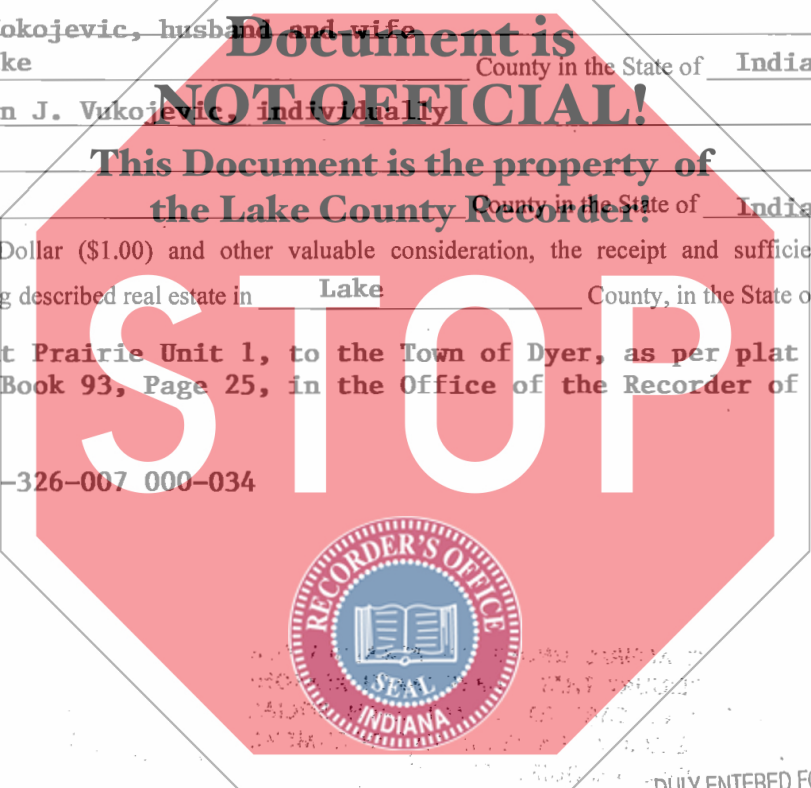 okojevic, husband and wife
Document is
ke County in the State of India
NOT OFFICIAL!
n J. Vukojevic, individually
This Document is the property of
the Lake County Recorder!
County in the State of India
Dollar ($1.00) and other valuable consideration, the receipt and sufficie
g described real estate in Lake County, in the State o
STOP
t Prairie Unit 1, to the Town of Dyer, as per plat
Book 93, Page 25, in the Office of the Recorder of
-326-007 000-034
RECORDER'S OFFICE
SEAL
INDIANA
DULY ENTERED FO